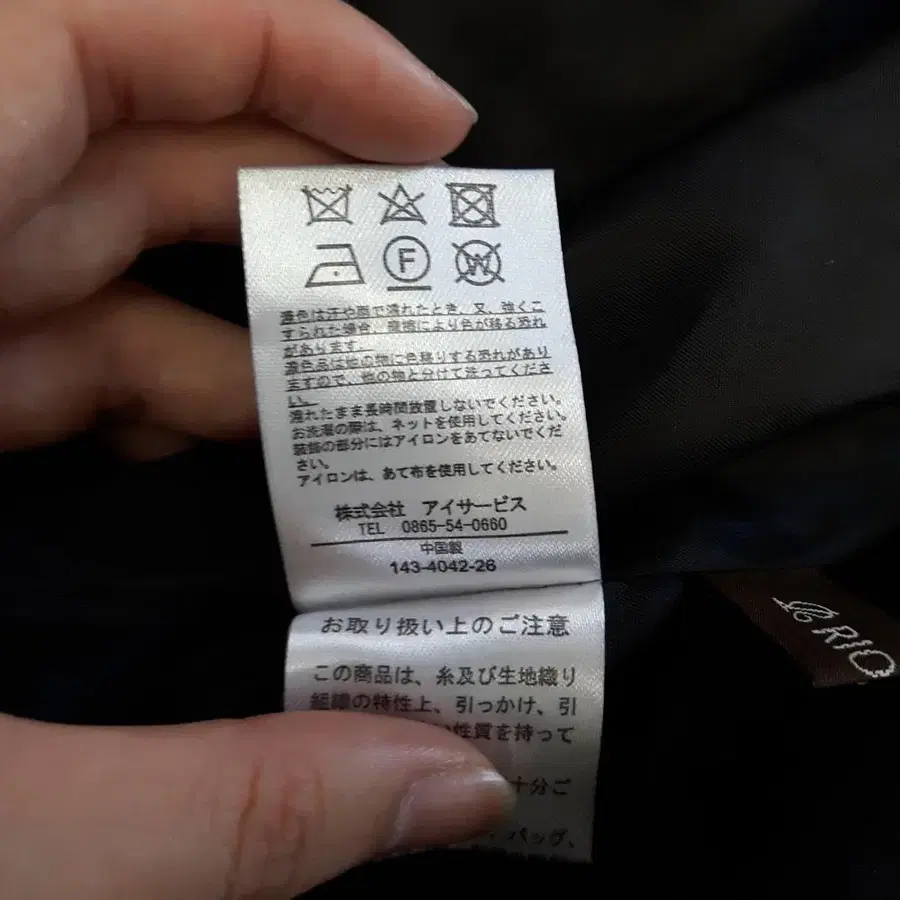 F
W
濃色は汗や雨で濡れたとき、又、強くこ
すられた場合、摩擦により色が移る恐れ
があります。
濃色品は他の物に色移りする恐れがあり
ますので、他の物と分けて洗ってくださ
い。
濡れたまま長時間放置しないでください。
お洗濯の際は、ネットを使用してください。
装飾の部分にはアイロンをあてないでくだ
さい。
アイロンは、あて布を使用してください。
株式会社 アイサービス
TEL 0865-54-0660
中国製
143-4042-26
お取り扱い上のご注意
この商品は、糸及び生地織り
組織の特性上、引っかけ、引
性質を持って
十分ご
バッグ、
RIO